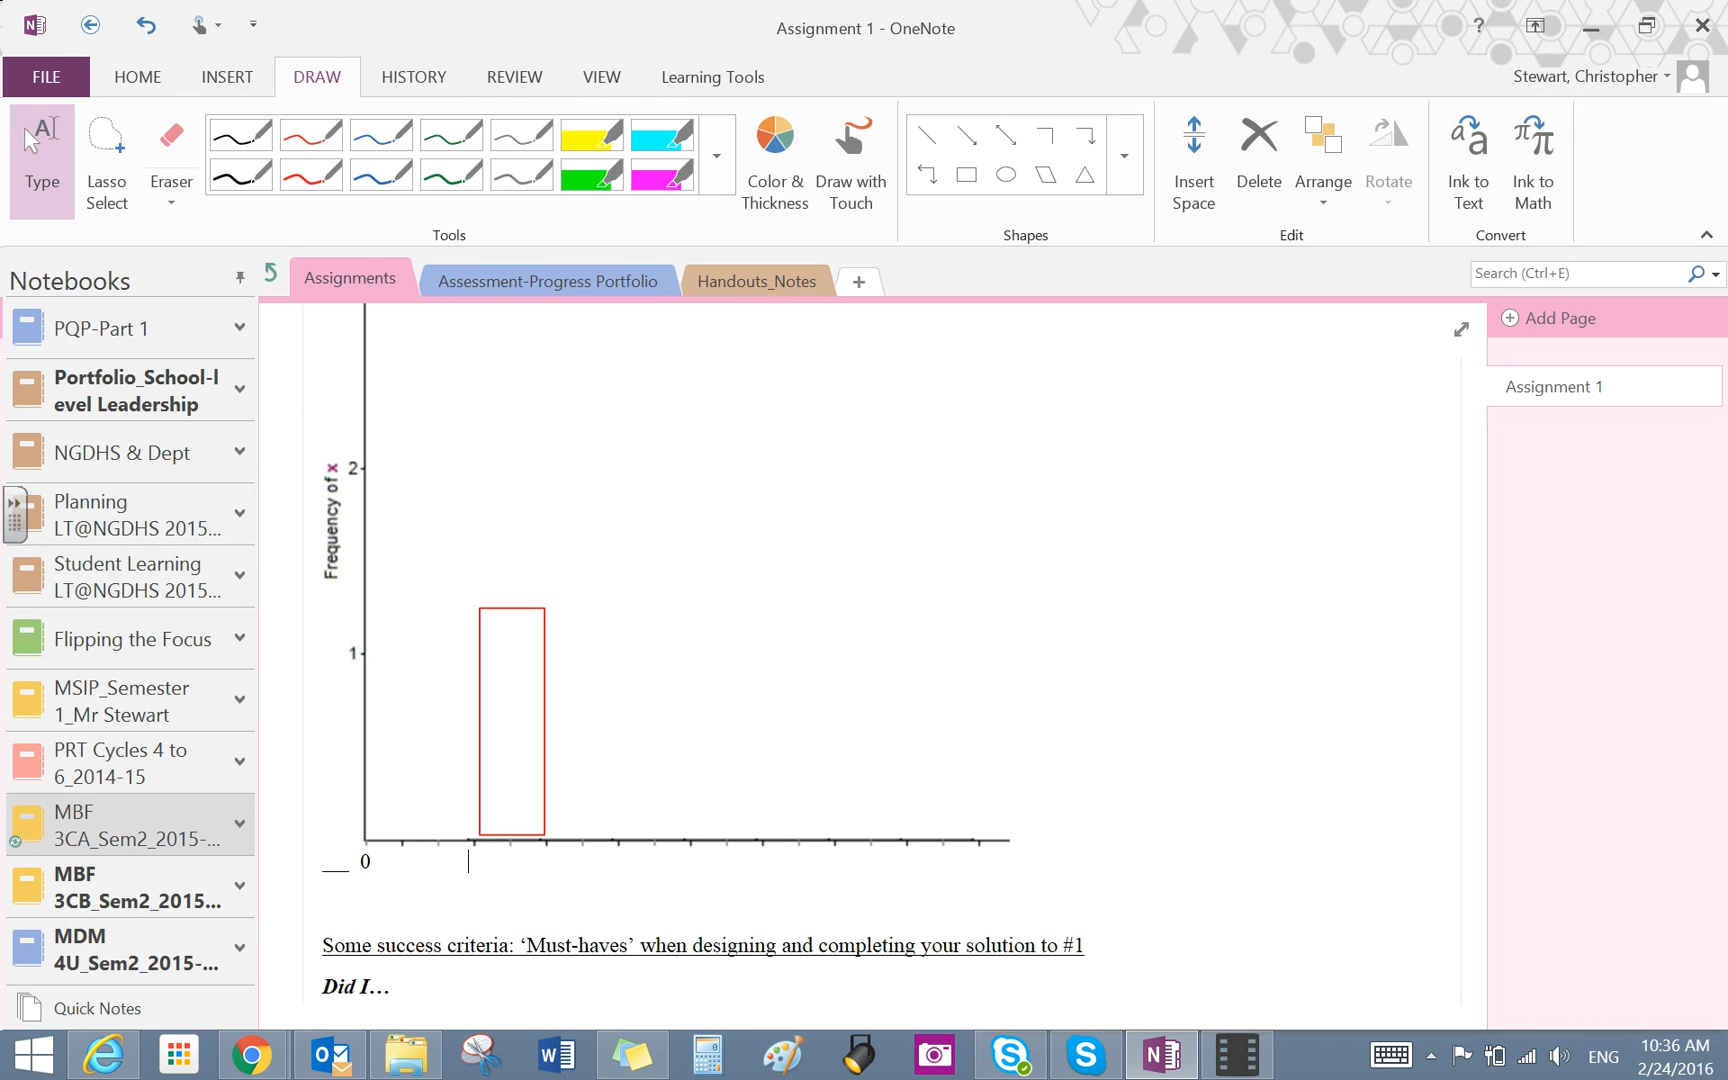 Assignment 1 - OneNote
?
FILE
HOME
INSERT
DRAW
HISTORY
REVIEW
VIEW
Learning Tools
Stewart, Christopher
Type
Lasso
Select
Eraser
Color &
Thickness
Draw with
Touch
Insert
Space
Delete
Arrange
Rotate
Ink to
Text
Ink to
Math
Tools
Shapes
Edit
Convert
Notebooks
Assignments
Assessment-Progress Portfolio
Handouts_Notes
Search (Ctrl+E)
PQP-Part 1
Portfolio_School-l
evel Leadership
NGDHS & Dept
Planning
LT@NGDHS 2015...
Student Learning
LT@NGDHS 2015...
Flipping the Focus
MSIP_Semester
1_Mr Stewart
PRT Cycles 4 to
6_2014-15
MBF
3CA_Sem2_2015-...
MBF
3CB_Sem2_2015...
MDM
4U_Sem2_2015-...
Quick Notes
Add Page
Assignment 1
Frequency of x
2
1
0
Some success criteria: ‘Must-haves’ when designing and completing your solution to #1
Did I…
ENG
10:36 AM
2/24/2016